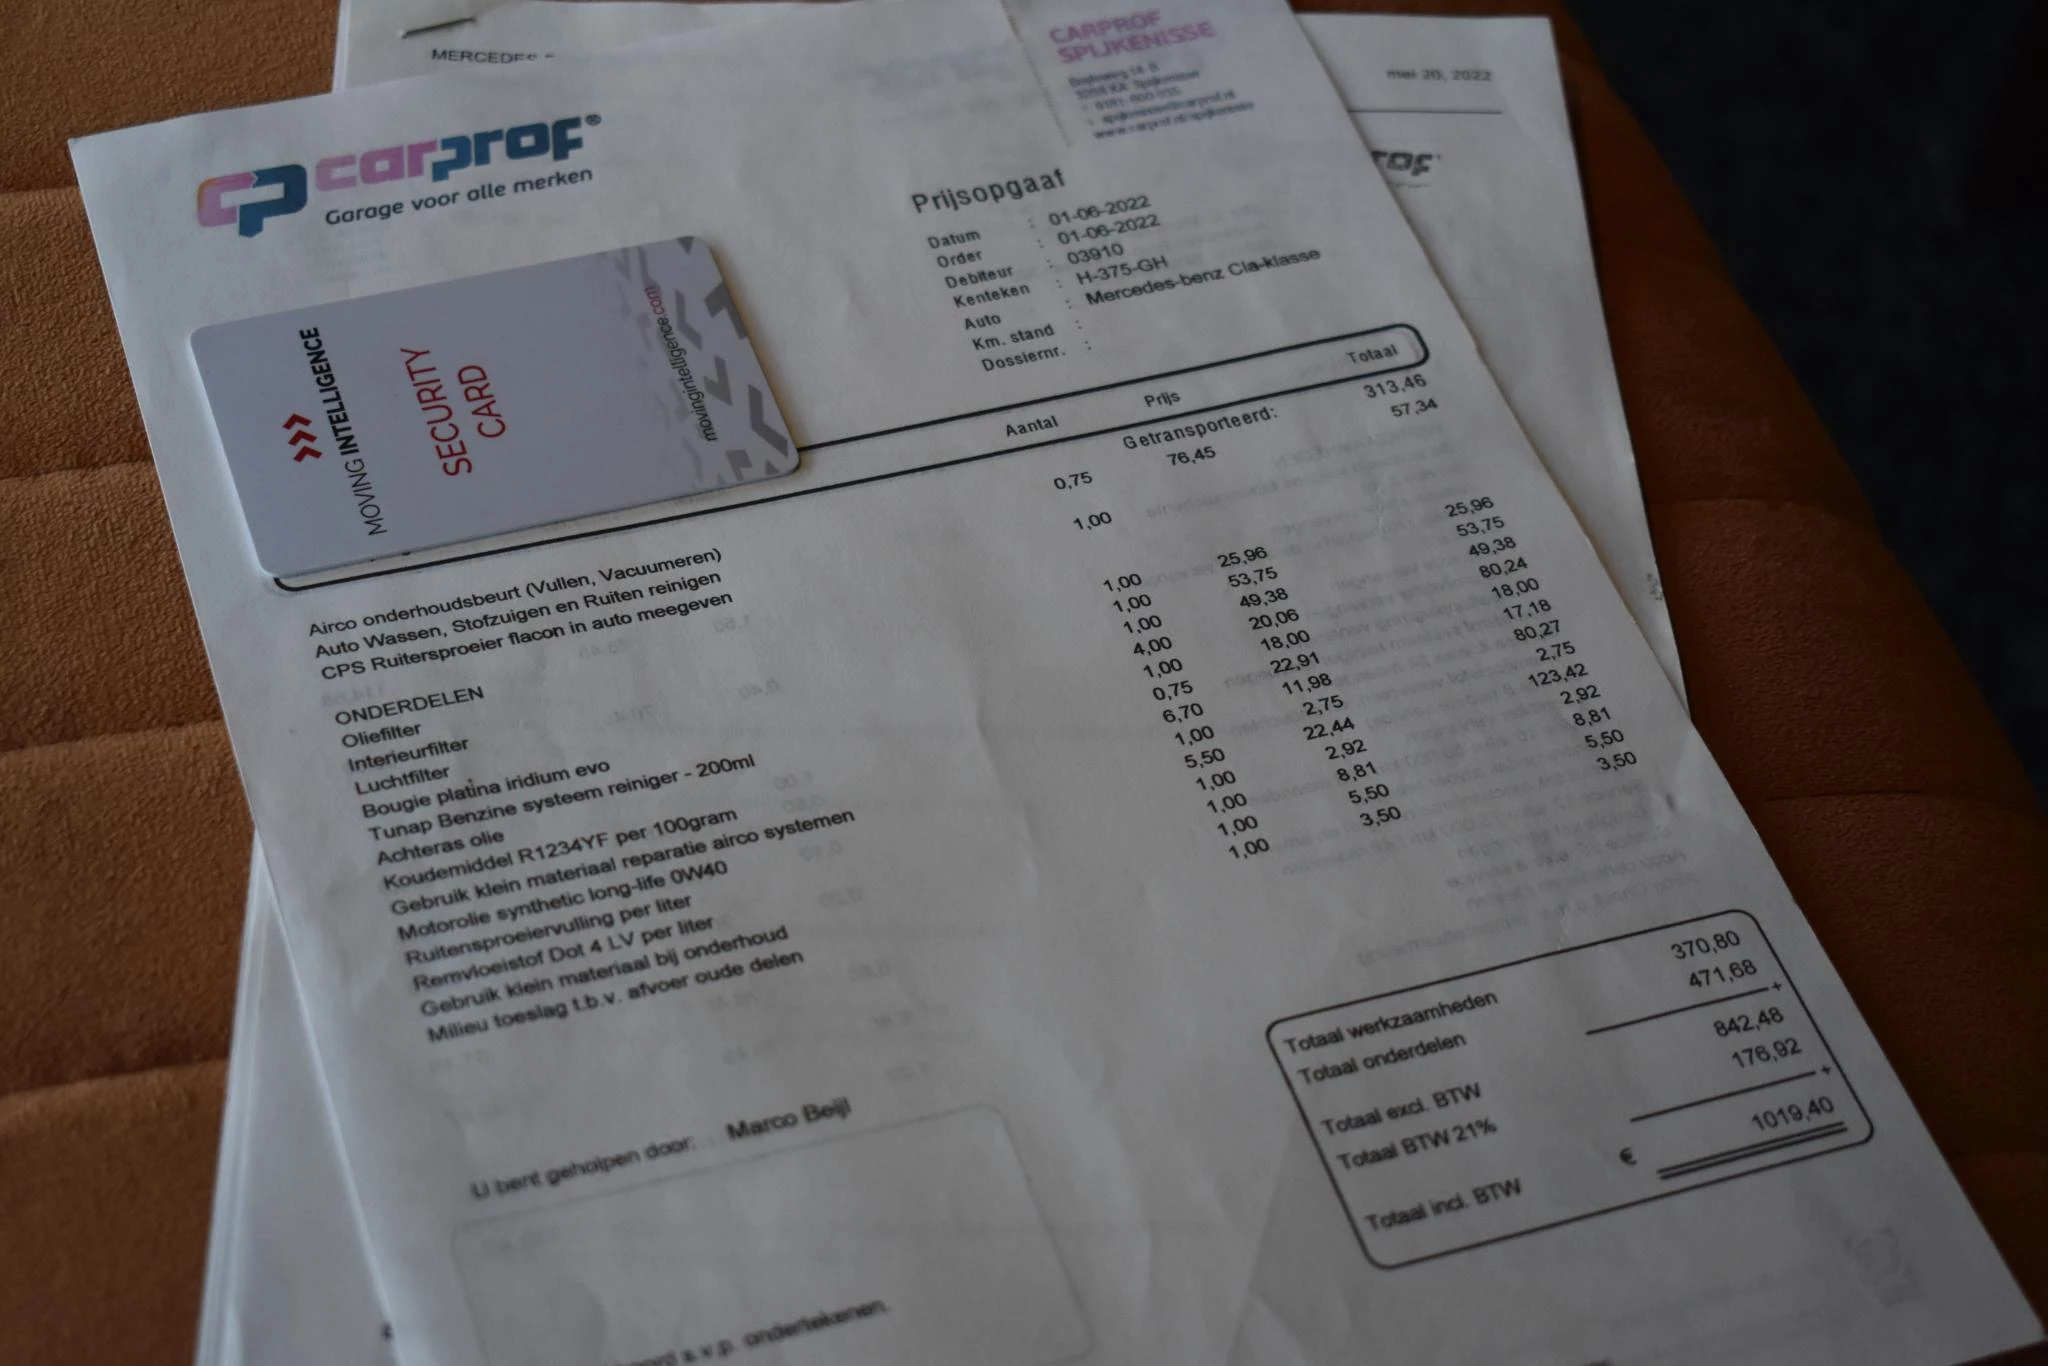 MERCEDES -
mei 20, 2022
CARPROF
SPIJKENISSE
spijkenisse@carprof.nl
www.carprof.nl/spijkenisse
cp carprof®
Garage voor alle merken
rof
Prijsopgaaf
Datum : 01-06-2022
Order : 01-06-2022
Debiteur : 03910
Kenteken : H-375-GH
Auto : Mercedes-benz Cla-klasse
Km. stand :
Dossiernr. :
MOVING INTELLIGENCE
SECURITY
CARD
movingintelligence.com
Aantal Prijs Totaal
Getransporteerd: 313,46
Airco onderhoudsbeurt (Vullen, Vacuumeren) 0,75 76,45 57,34
Auto Wassen, Stofzuigen en Ruiten reinigen 1,00
CPS Ruitersproeier flacon in auto meegeven
ONDERDELEN
Oliefilter 1,00 25,96 25,96
Interieurfilter 1,00 53,75 53,75
Luchtfilter 1,00 49,38 49,38
Bougie platina iridium evo 4,00 20,06 80,24
Tunap Benzine systeem reiniger - 200ml 1,00 18,00 18,00
Achteras olie 0,75 22,91 17,18
Koudemiddel R1234YF per 100gram 6,70 11,98 80,27
Gebruik klein materiaal reparatie airco systemen 1,00 2,75 2,75
Motorolie synthetic long-life 0W40 5,50 22,44 123,42
Ruitensproeiervulling per liter 1,00 2,92 2,92
Remvloeistof Dot 4 LV per liter 1,00 8,81 8,81
Gebruik klein materiaal bij onderhoud 1,00 5,50 5,50
Milieu toeslag t.b.v. afvoer oude delen 1,00 3,50 3,50
Totaal werkzaamheden 370,80
Totaal onderdelen 471,68
+
Totaal excl. BTW 842,48
Totaal BTW 21% 176,92
+
Totaal incl. BTW € 1019,40
U bent geholpen door: Marco Beijl
s.v.p. ondertekenen.